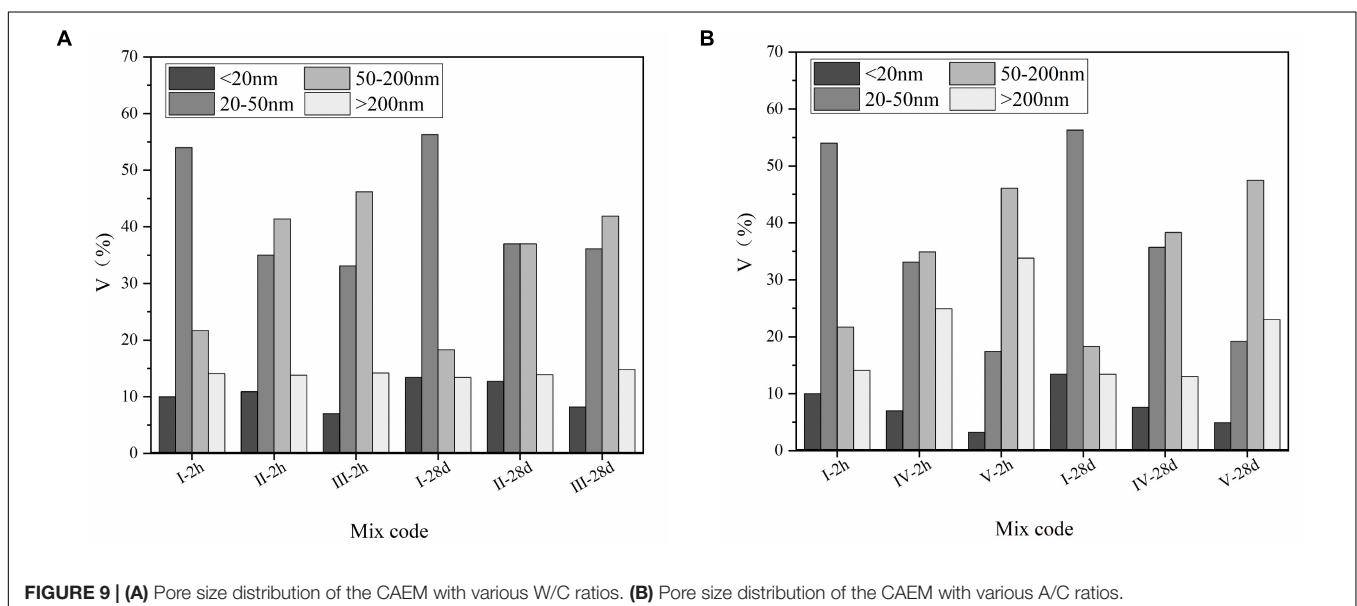 A
70
60
50
40
30
20
10
0
V (%)
<20nm
20-50nm
50-200nm
>200nm
I-2h
II-2h
III-2h
I-28d
II-28d
III-28d
Mix code
B
70
60
50
40
30
20
10
0
V (%)
<20nm
20-50nm
50-200nm
>200nm
I-2h
IV-2h
V-2h
I-28d
IV-28d
V-28d
Mix code
FIGURE 9 | (A) Pore size distribution of the CAEM with various W/C ratios. (B) Pore size distribution of the CAEM with various A/C ratios.